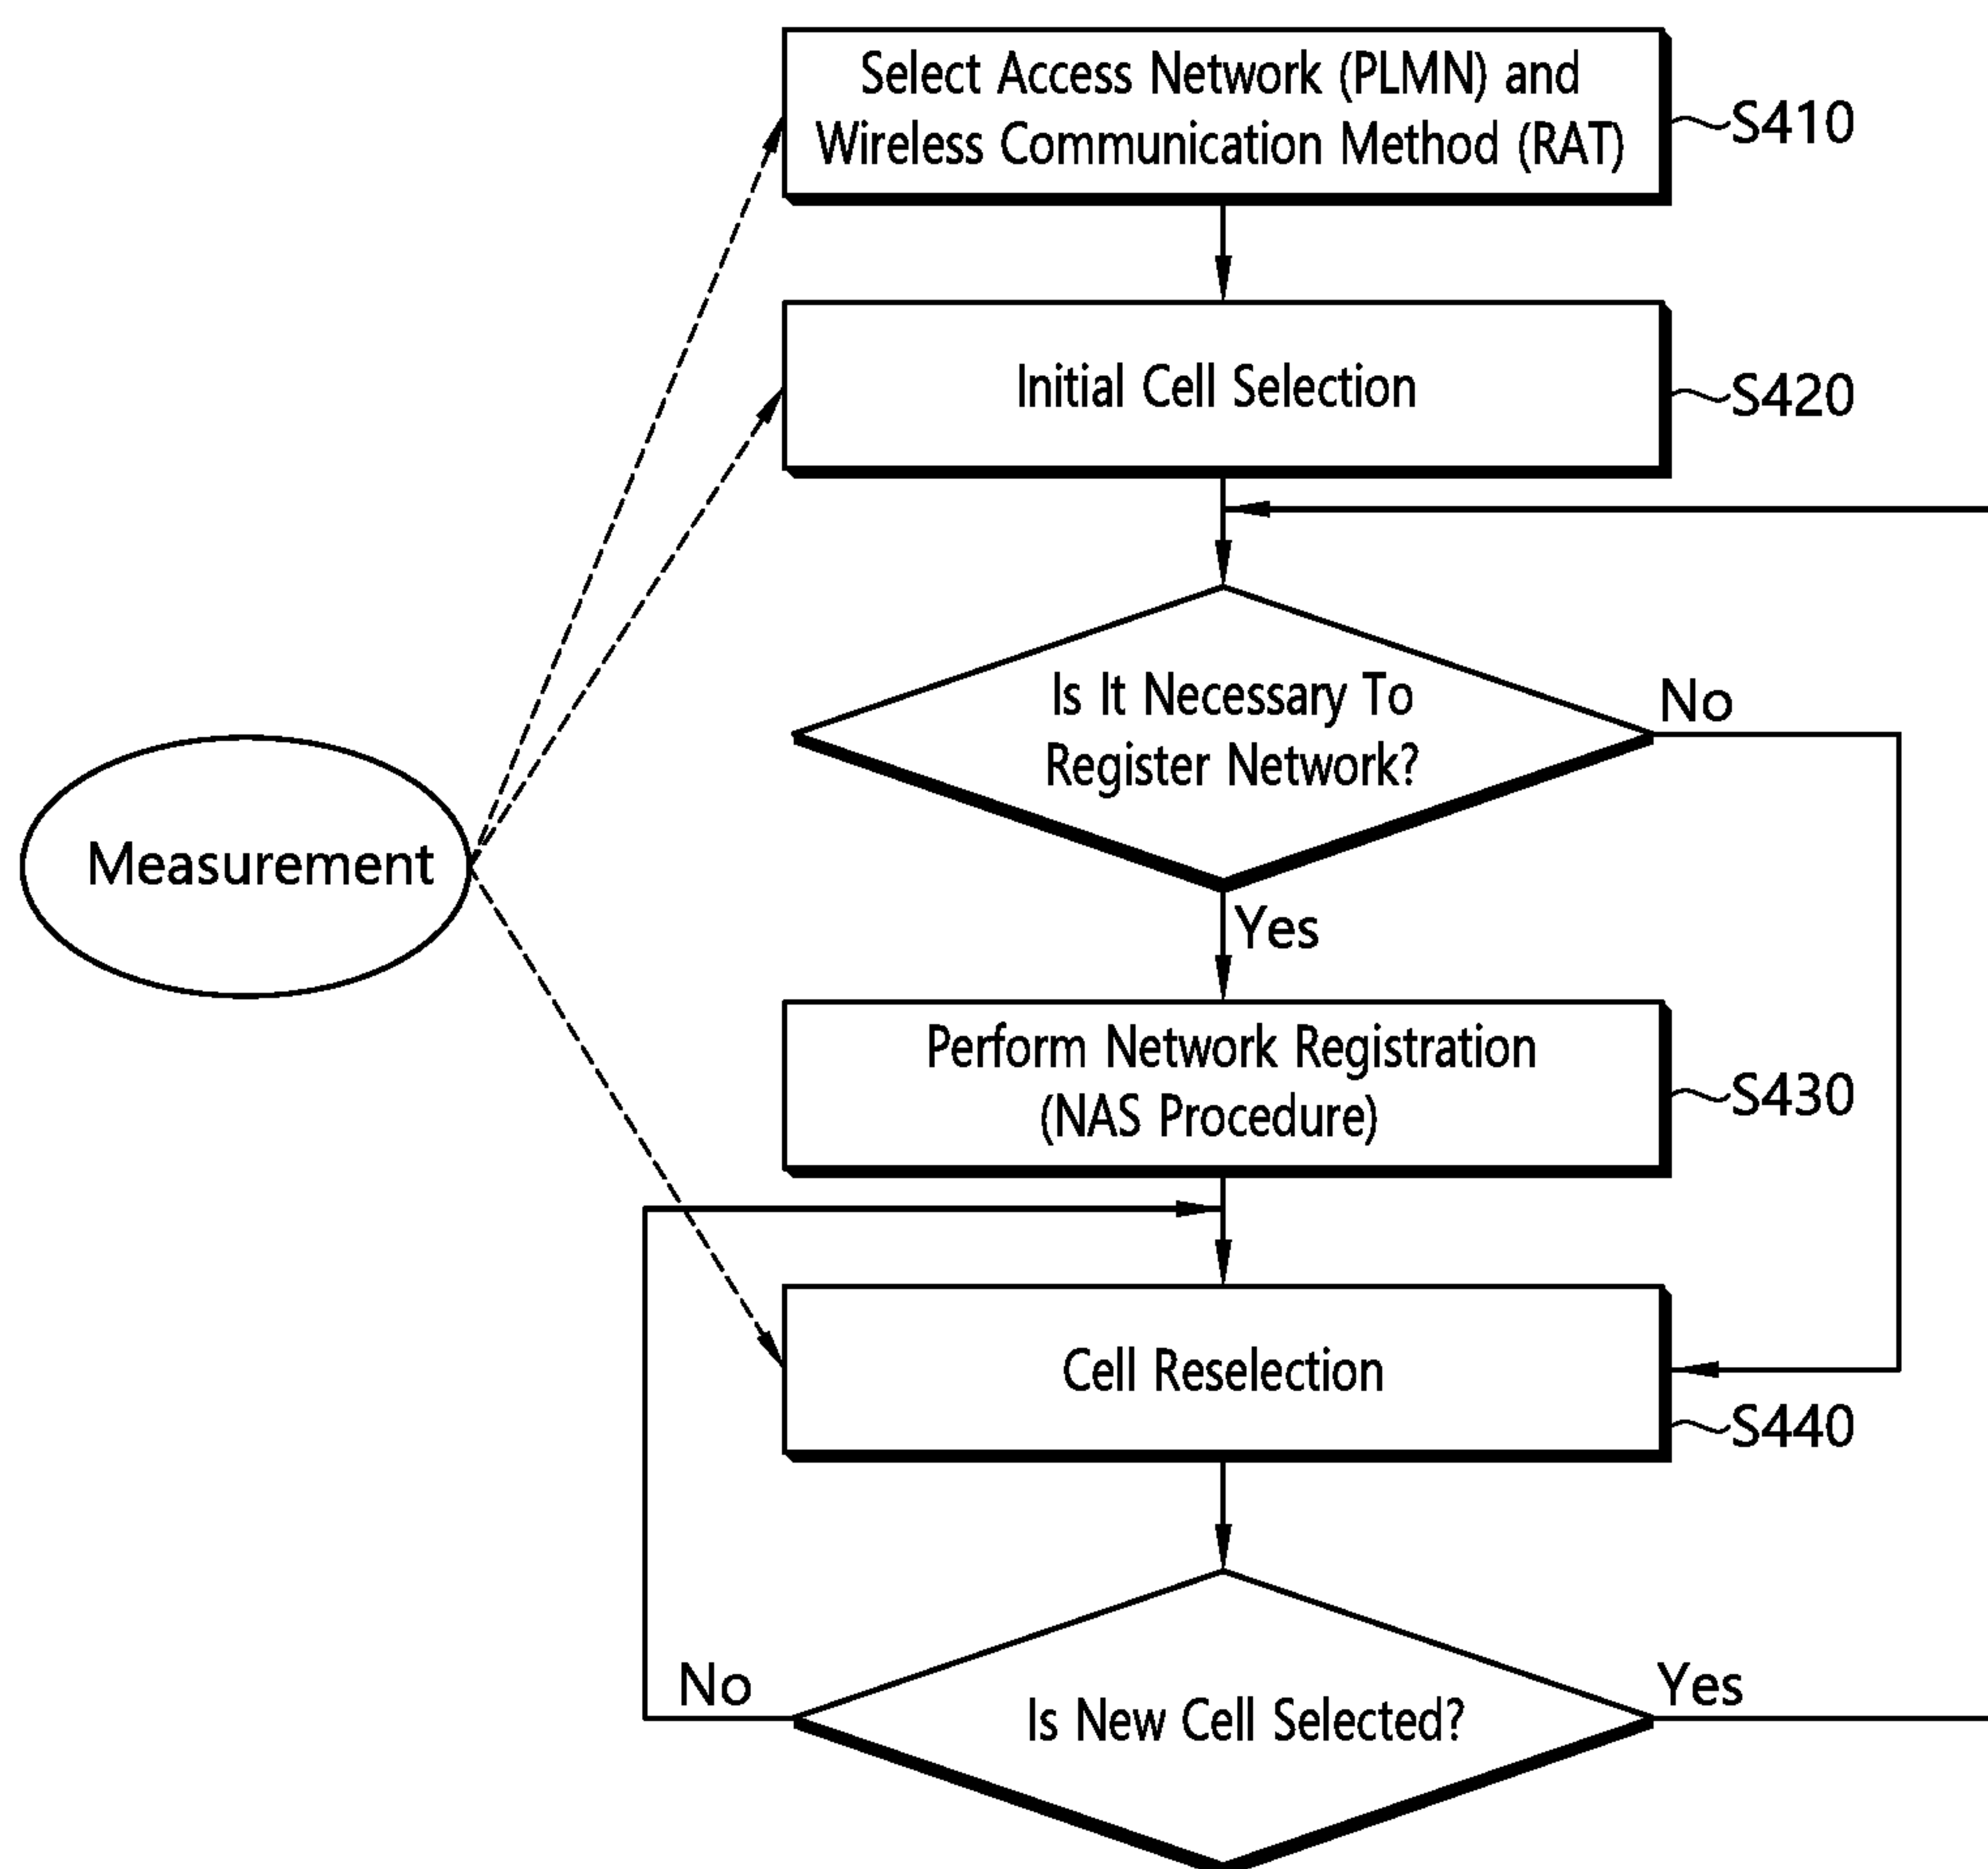 Select Access Network (PLMN) and
Wireless Communication Method (RAT)
S410
Initial Cell Selection
S420
Is It Necessary To
Register Network?
No
Measurement
Yes
Perform Network Registration
(NAS Procedure)
S430
Cell Reselection
S440
No
Is New Cell Selected?
Yes